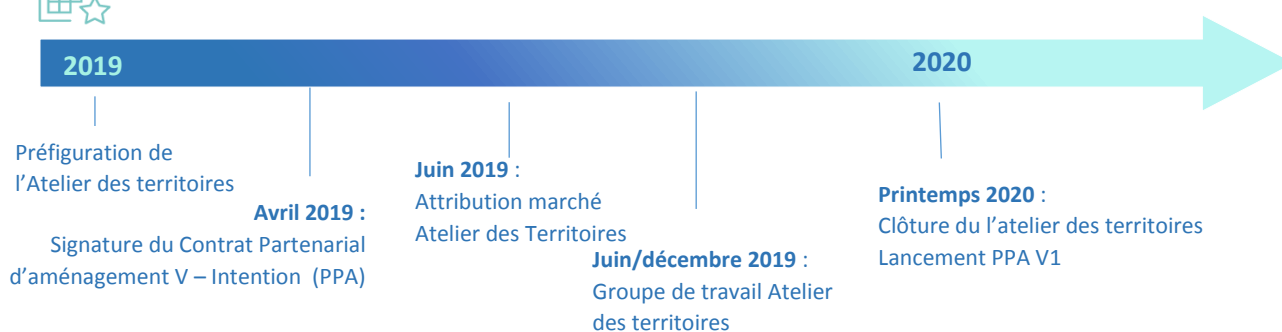 2019
2020
Préfiguration de
l'Atelier des territoires
Avril 2019 :
Signature du Contrat Partenarial
d'aménagement V – Intention (PPA)
Juin 2019 :
Attribution marché
Atelier des Territoires
Juin/décembre 2019 :
Groupe de travail Atelier
des territoires
Printemps 2020 :
Clôture du l'atelier des territoires
Lancement PPA V1